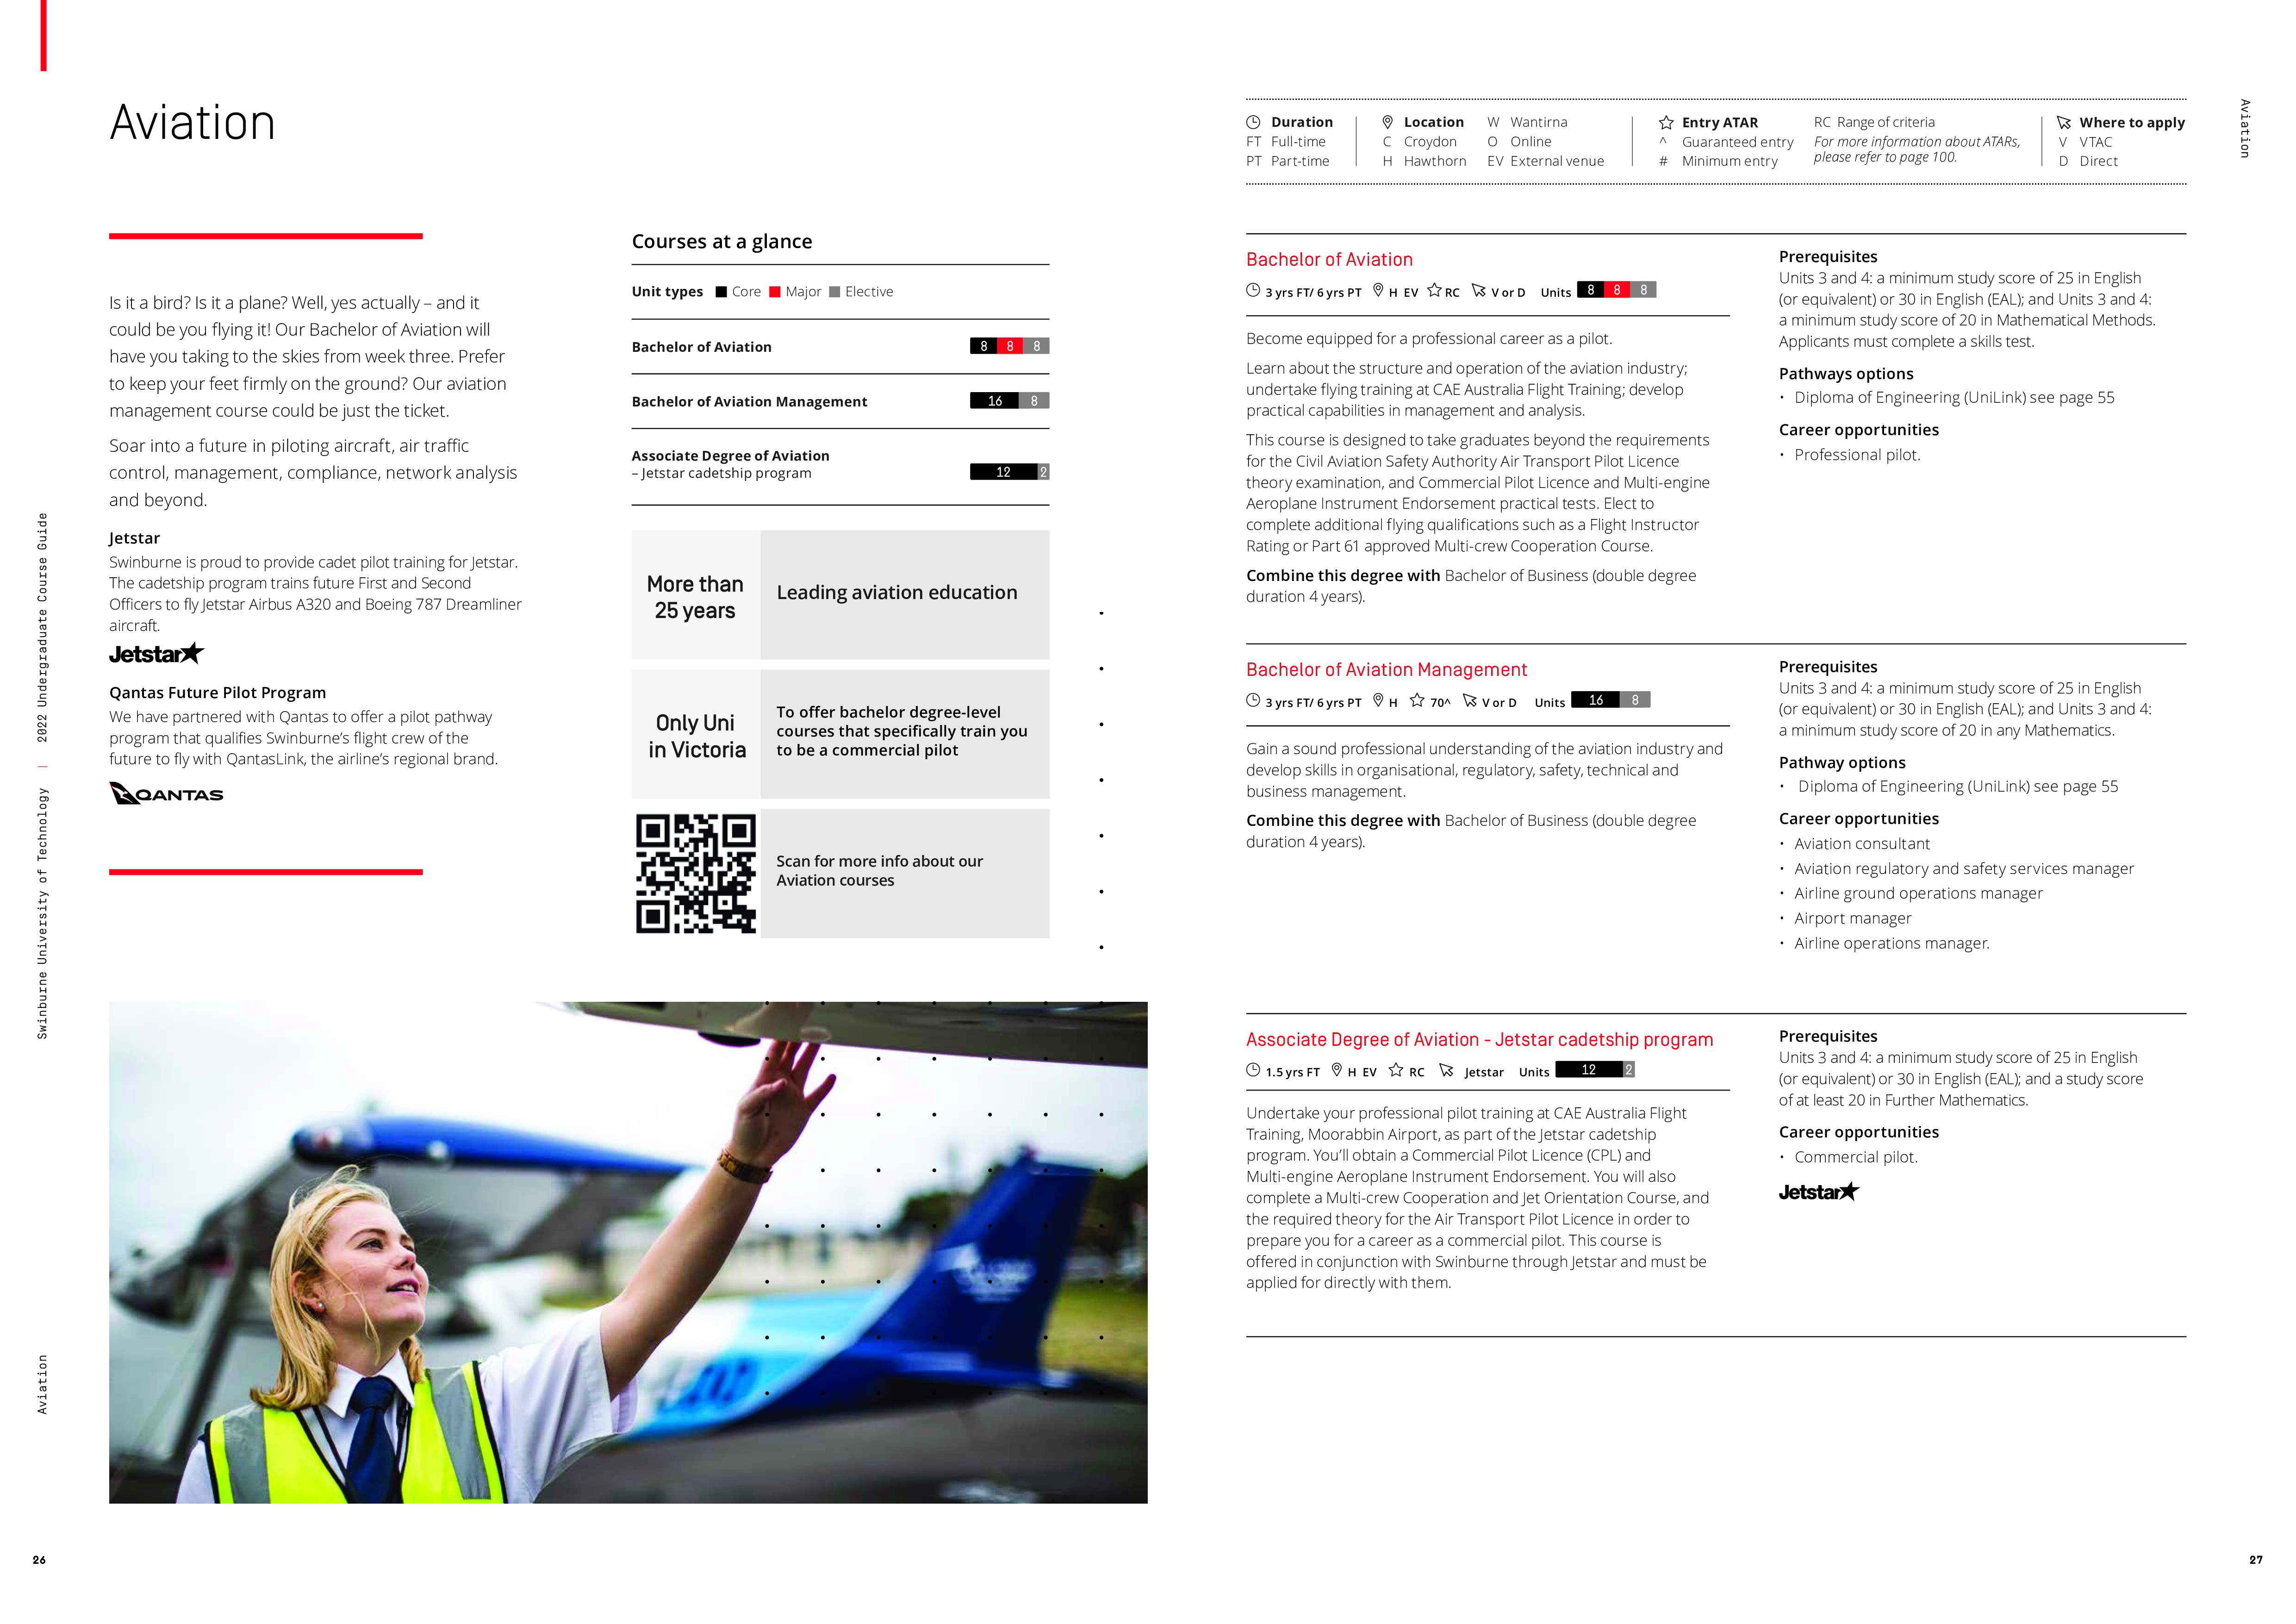 Aviation
Is it a bird? Is it a plane? Well, yes actually – and it
could be you flying it! Our Bachelor of Aviation will
have you taking to the skies from week three. Prefer
to keep your feet firmly on the ground? Our aviation
management course could be just the ticket.
Soar into a future in piloting aircraft, air traffic
control, management, compliance, network analysis
and beyond.
Jetstar
Swinburne is proud to provide cadet pilot training for Jetstar.
The cadetship program trains future First and Second
Officers to fly Jetstar Airbus A320 and Boeing 787 Dreamliner
aircraft.
Jetstar
Qantas Future Pilot Program
We have partnered with Qantas to offer a pilot pathway
program that qualifies Swinburne's flight crew of the
future to fly with QantasLink, the airline's regional brand.
QANTAS
Courses at a glance
Unit types Core Major Elective
Bachelor of Aviation 8 8 8
Bachelor of Aviation Management 16 8
Associate Degree of Aviation
– Jetstar cadetship program 12 2
More than
25 years
Leading aviation education
Only Uni
in Victoria
To offer bachelor degree-level
courses that specifically train you
to be a commercial pilot
Scan for more info about our
Aviation courses
Swinburne University of Technology | 2022 Undergraduate Course Guide
Aviation
26
Duration
FT Full-time
PT Part-time
Location
C Croydon
H Hawthorn
W Wantirna
O Online
EV External venue
Entry ATAR
^ Guaranteed entry
# Minimum entry
RC Range of criteria
For more information about ATARs,
please refer to page 100.
Where to apply
V VTAC
D Direct
Aviation
Bachelor of Aviation
3 yrs FT/ 6 yrs PT H EV RC V or D Units 8 8 8
Become equipped for a professional career as a pilot.
Learn about the structure and operation of the aviation industry;
undertake flying training at CAE Australia Flight Training; develop
practical capabilities in management and analysis.
This course is designed to take graduates beyond the requirements
for the Civil Aviation Safety Authority Air Transport Pilot Licence
theory examination, and Commercial Pilot Licence and Multi-engine
Aeroplane Instrument Endorsement practical tests. Elect to
complete additional flying qualifications such as a Flight Instructor
Rating or Part 61 approved Multi-crew Cooperation Course.
Combine this degree with Bachelor of Business (double degree
duration 4 years).
Prerequisites
Units 3 and 4: a minimum study score of 25 in English
(or equivalent) or 30 in English (EAL); and Units 3 and 4:
a minimum study score of 20 in Mathematical Methods.
Applicants must complete a skills test.
Pathways options
• Diploma of Engineering (UniLink) see page 55
Career opportunities
• Professional pilot.
Bachelor of Aviation Management
3 yrs FT/ 6 yrs PT H 70^ V or D Units 16 8
Gain a sound professional understanding of the aviation industry and
develop skills in organisational, regulatory, safety, technical and
business management.
Combine this degree with Bachelor of Business (double degree
duration 4 years).
Prerequisites
Units 3 and 4: a minimum study score of 25 in English
(or equivalent) or 30 in English (EAL); and Units 3 and 4:
a minimum study score of 20 in any Mathematics.
Pathway options
• Diploma of Engineering (UniLink) see page 55
Career opportunities
• Aviation consultant
• Aviation regulatory and safety services manager
• Airline ground operations manager
• Airport manager
• Airline operations manager.
Associate Degree of Aviation - Jetstar cadetship program
1.5 yrs FT H EV RC Jetstar Units 12 2
Undertake your professional pilot training at CAE Australia Flight
Training, Moorabbin Airport, as part of the Jetstar cadetship
program. You'll obtain a Commercial Pilot Licence (CPL) and
Multi-engine Aeroplane Instrument Endorsement. You will also
complete a Multi-crew Cooperation and Jet Orientation Course, and
the required theory for the Air Transport Pilot Licence in order to
prepare you for a career as a commercial pilot. This course is
offered in conjunction with Swinburne through Jetstar and must be
applied for directly with them.
Prerequisites
Units 3 and 4: a minimum study score of 25 in English
(or equivalent) or 30 in English (EAL); and a study score
of at least 20 in Further Mathematics.
Career opportunities
• Commercial pilot.
Jetstar
27